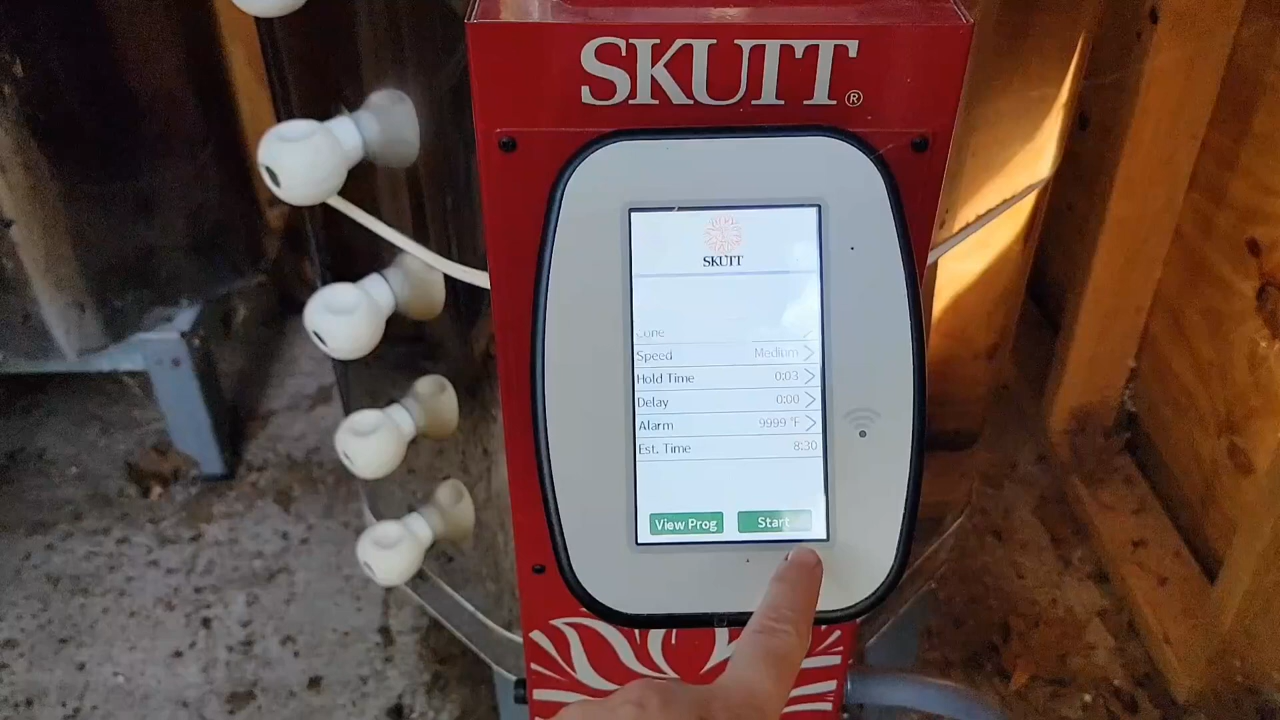 SKUTT®
SKUTT
Cone
Speed Medium
Hold Time 0:03
Delay 0:00
Alarm 9999 °F
Est. Time 8:30
View Prog Start